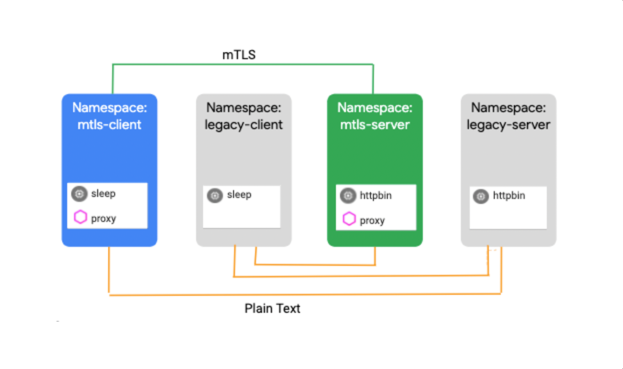 mTLS
Namespace:
mtls-client
sleep
proxy
Namespace:
legacy-client
sleep
Namespace:
mtls-server
httpbin
proxy
Namespace:
legacy-server
httpbin
Plain Text